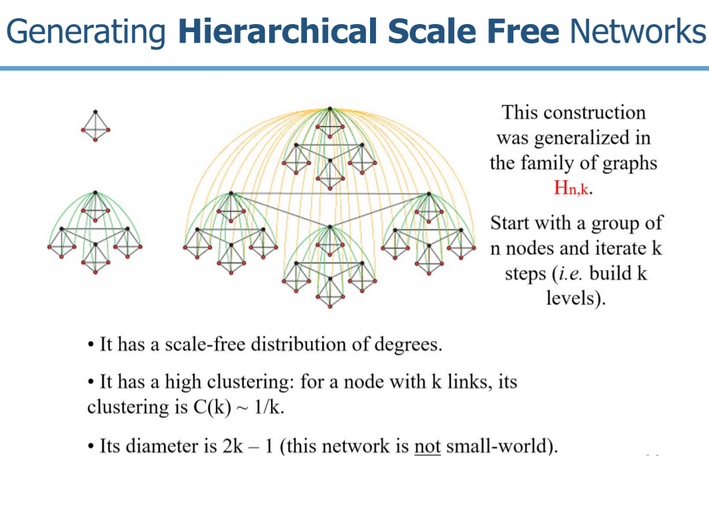 Generating Hierarchical Scale Free Networks
This construction
was generalized in
the family of graphs
Hn,k.
Start with a group of
n nodes and iterate k
steps (i.e. build k
levels).
• It has a scale-free distribution of degrees.
• It has a high clustering: for a node with k links, its
clustering is C(k) ~ 1/k.
• Its diameter is 2k – 1 (this network is not small-world).